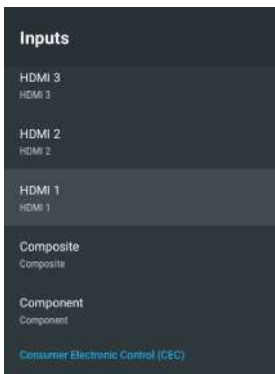 Inputs
HDMI 3
HDMI 3
HDMI 2
HDMI 2
HDMI 1
HDMI 1
Composite
Composite
Component
Component
Consumer Electronic Control (CEC)